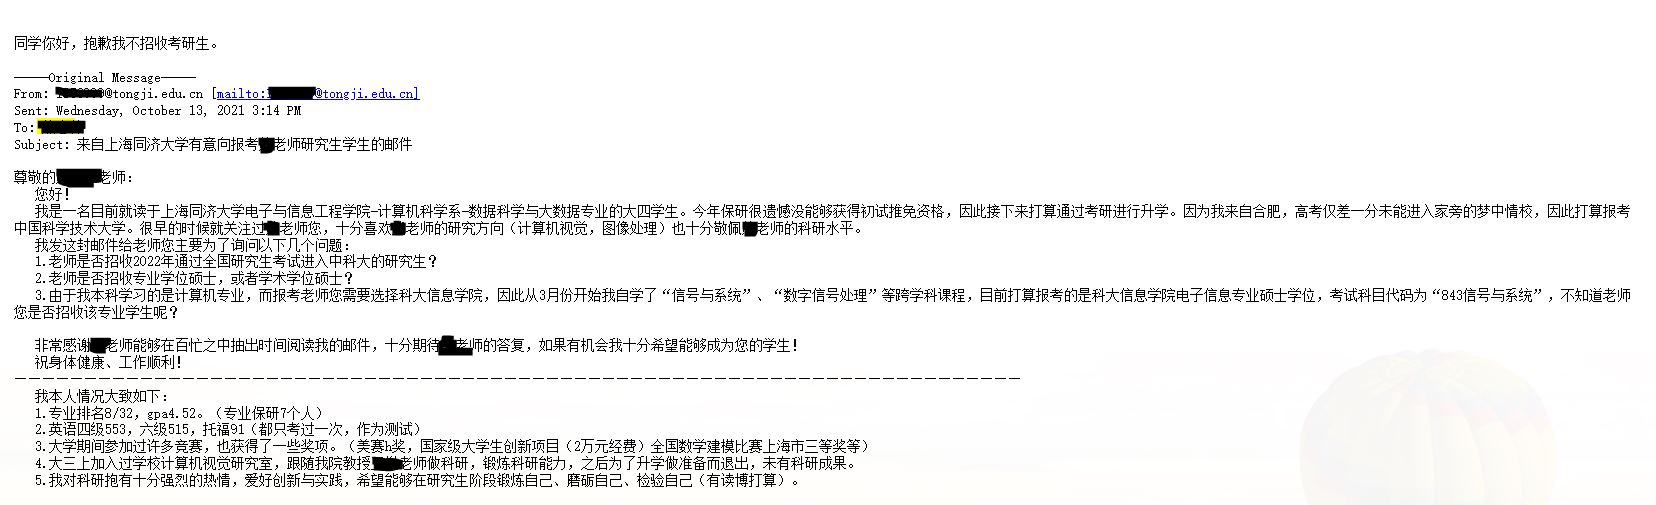 同学你好，抱歉我不招收考研生。
——Original Message——
From: @tongji.edu.cn [mailto: @tongji.edu.cn]
Sent: Wednesday, October 13, 2021 3:14 PM
To:
Subject: 来自上海同济大学有意向报考 老师研究生学生的邮件
尊敬的 老师：
您好！
我是一名目前就读于上海同济大学电子与信息工程学院-计算机科学系-数据科学与大数据专业的大四学生。今年保研很遗憾没能够获得初试推免资格，因此接下来打算通过考研进行升学。因为我来自合肥，高考仅差一分未能进入家旁的梦中情校，因此打算报考
中国科学技术大学。很早的时候就关注过 老师您，十分喜欢 老师的研究方向（计算机视觉，图像处理）也十分敬佩 老师的科研水平。
我发这封邮件给老师您主要为了询问以下几个问题：
1.老师是否招收2022年通过全国研究生考试进入中科大的研究生？
2.老师是否招收专业学位硕士，或者学术学位硕士？
3.由于我本科学习的是计算机专业，而报考老师您需要选择科大信息学院，因此从3月份开始我自学了“信号与系统”、“数字信号处理”等跨学科课程，目前打算报考的是科大信息学院电子信息专业硕士学位，考试科目代码为“843信号与系统”，不知道老师
您是否招收该专业学生呢？
非常感谢 老师能够在百忙之中抽出时间阅读我的邮件，十分期待 老师的答复，如果有机会我十分希望能够成为您的学生！
祝身体健康、工作顺利！
我本人情况大致如下：
1.专业排名8/32，gpa4.52。（专业保研7个人）
2.英语四级553，六级515，托福91（都只考过一次，作为测试）
3.大学期间参加过许多竞赛，也获得了一些奖项。（美赛h奖，国家级大学生创新项目（2万元经费）全国数学建模比赛上海市三等奖等）
4.大三上加入过学校计算机视觉研究室，跟随我院教授 老师做科研，锻炼科研能力，之后为了升学做准备而退出，未有科研成果。
5.我对科研抱有十分强烈的热情，爱好创新与实践，希望能够在研究生阶段锻炼自己、磨砺自己、检验自己（有读博打算）。